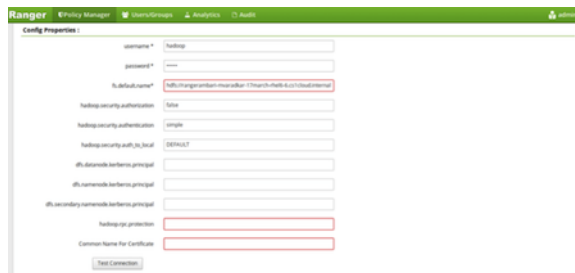 Ranger Policy Manager Users/Groups Analytics Audit admin
Config Properties :
username *
hadoop
password *
•••••
fs.default.name*
hadoop.security.authorization
false
hadoop.security.authentication
simple
hadoop.security.auth_to_local
DEFAULT
dfs.datanode.kerberos.principal
dfs.namenode.kerberos.principal
dfs.secondary.namenode.kerberos.principal
hadoop.rpc.protection
Common Name For Certificate
Test Connection